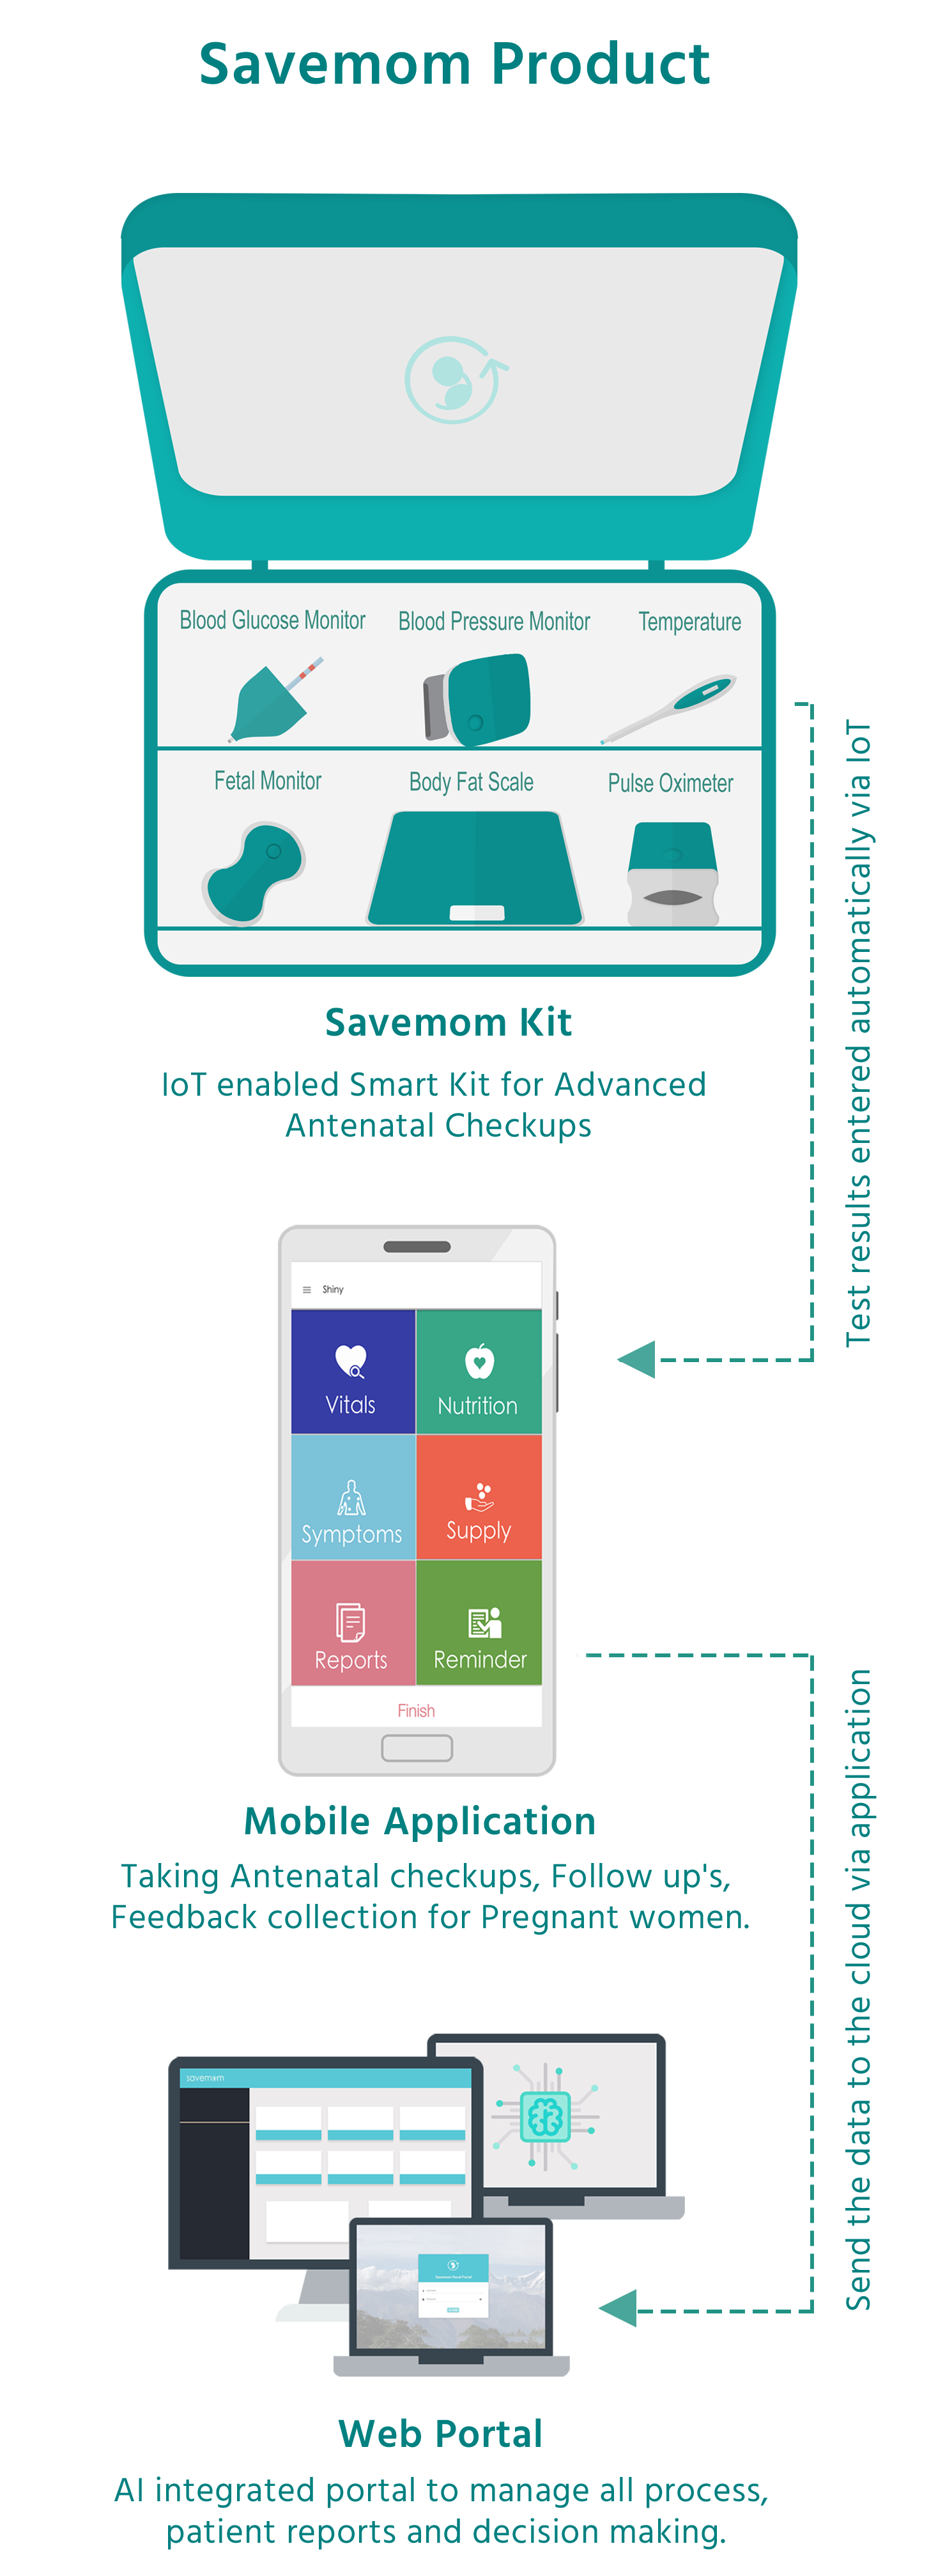 Savemom Product
Blood Glucose Monitor
Blood Pressure Monitor
Temperature
Fetal Monitor
Body Fat Scale
Pulse Oximeter
Test results entered automatically via IoT
Savemom Kit
IoT enabled Smart Kit for Advanced
Antenatal Checkups
Shiny
Vitals
Nutrition
Symptoms
Supply
Reports
Reminder
Finish
Send the data to the cloud via application
Mobile Application
Taking Antenatal checkups, Follow up's,
Feedback collection for Pregnant women.
savemom
Web Portal
AI integrated portal to manage all process,
patient reports and decision making.